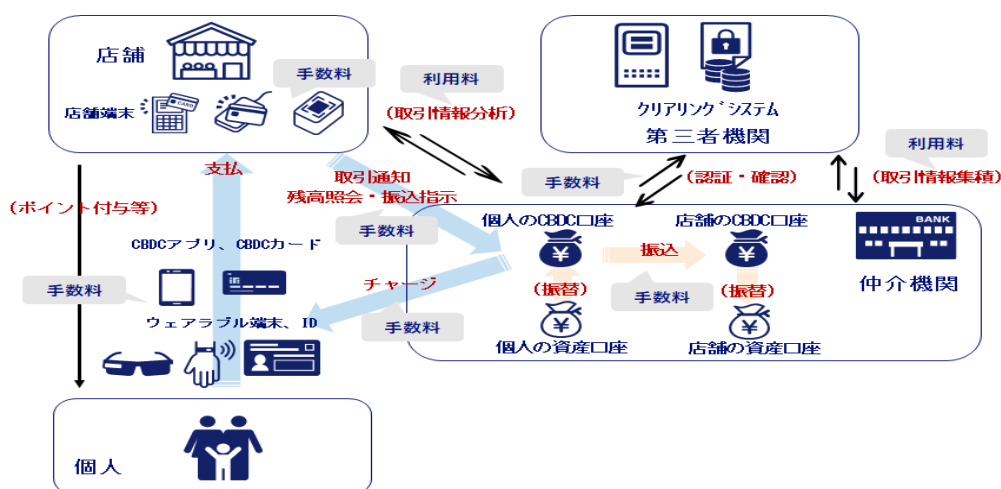 店舗
手数料
利用料
店舗端末
CARD
(取引情報分析)
クリアリングシステム
第三者機関
利用料
支払
取引通知
手数料
(認証・確認)
(取引情報集積)
残高照会・振込指示
(ポイント付与等)
手数料
個人のCBDC口座
店舗のCBDC口座
BANK
CBDCアプリ、CBDCカード
振込
手数料
チャージ
(振替)
手数料
(振替)
仲介機関
ウェアラブル端末、ID
手数料
個人の資産口座
店舗の資産口座
個人